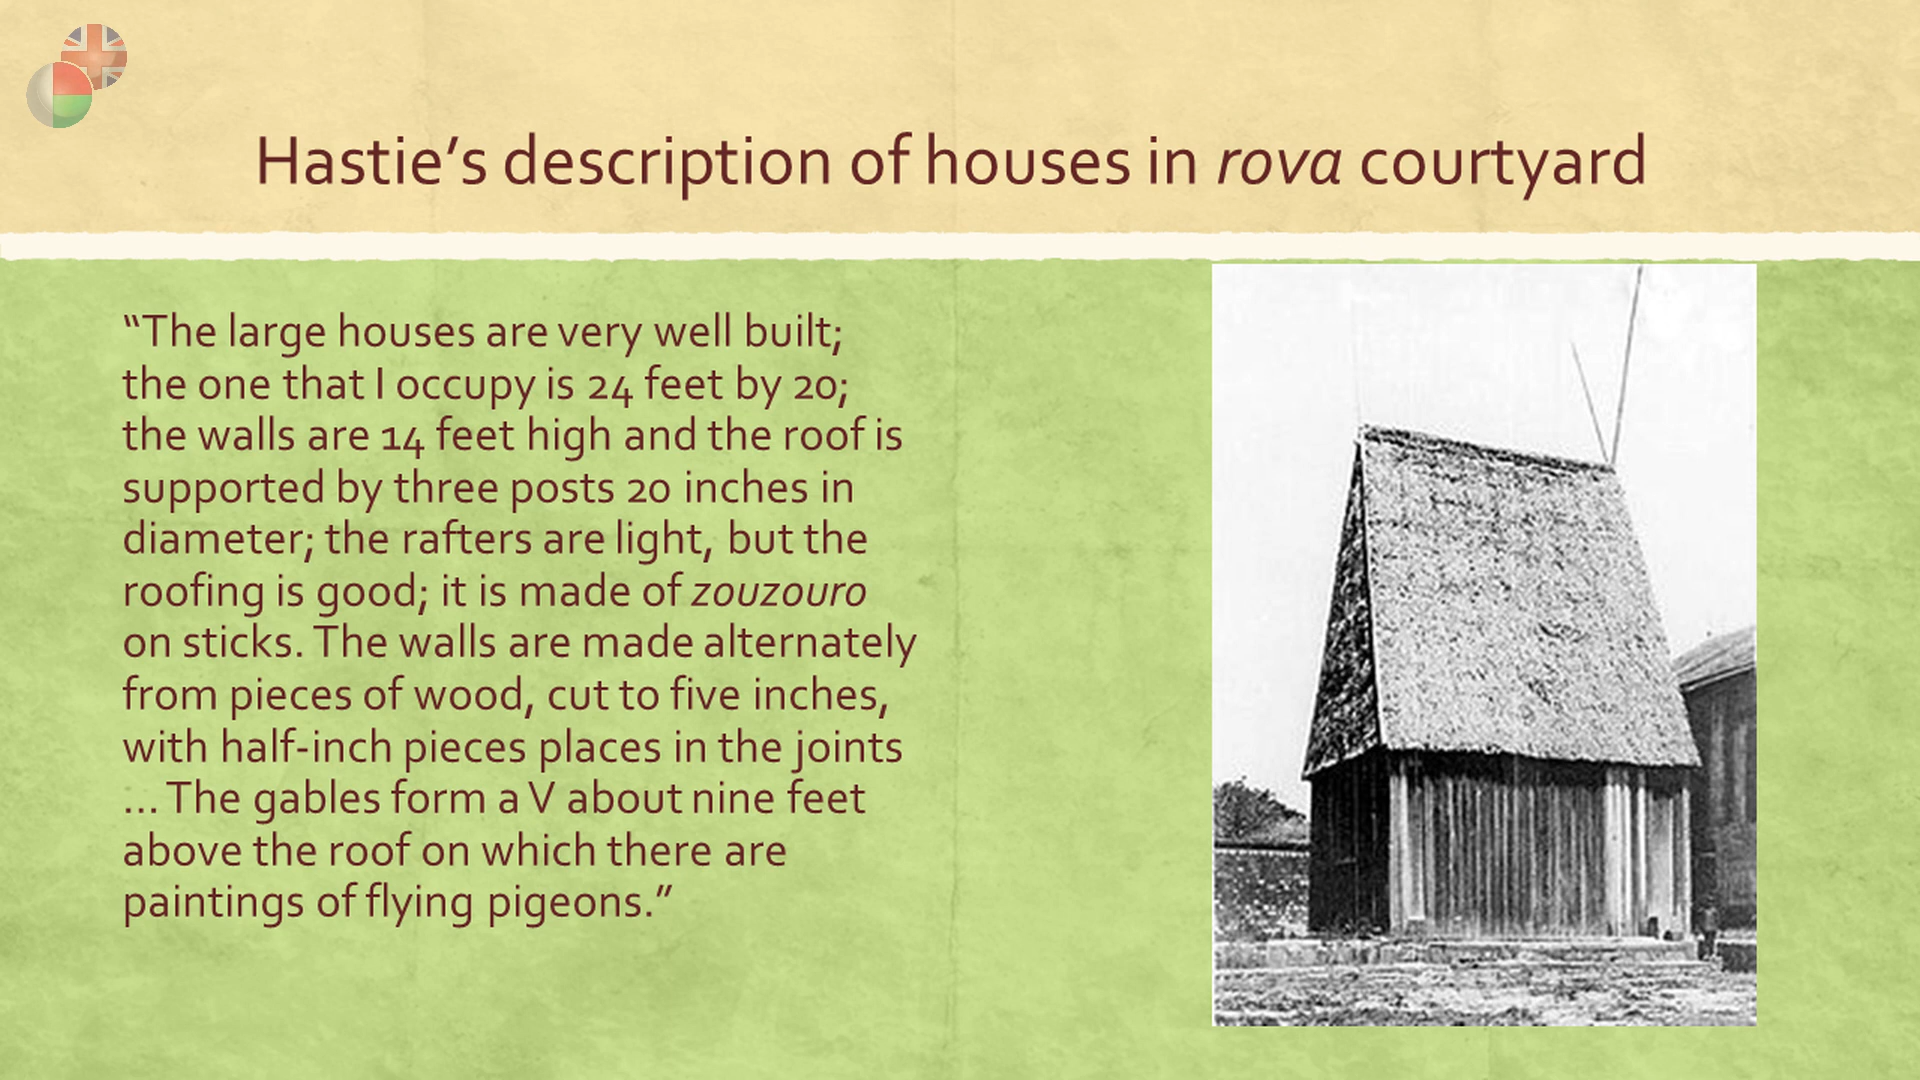 Hastie’s description of houses in rova courtyard
“The large houses are very well built;
the one that I occupy is 24 feet by 20;
the walls are 14 feet high and the roof is
supported by three posts 20 inches in
diameter; the rafters are light, but the
roofing is good; it is made of zouzouro
on sticks. The walls are made alternately
from pieces of wood, cut to five inches,
with half-inch pieces places in the joints
… The gables form a V about nine feet
above the roof on which there are
paintings of flying pigeons.”